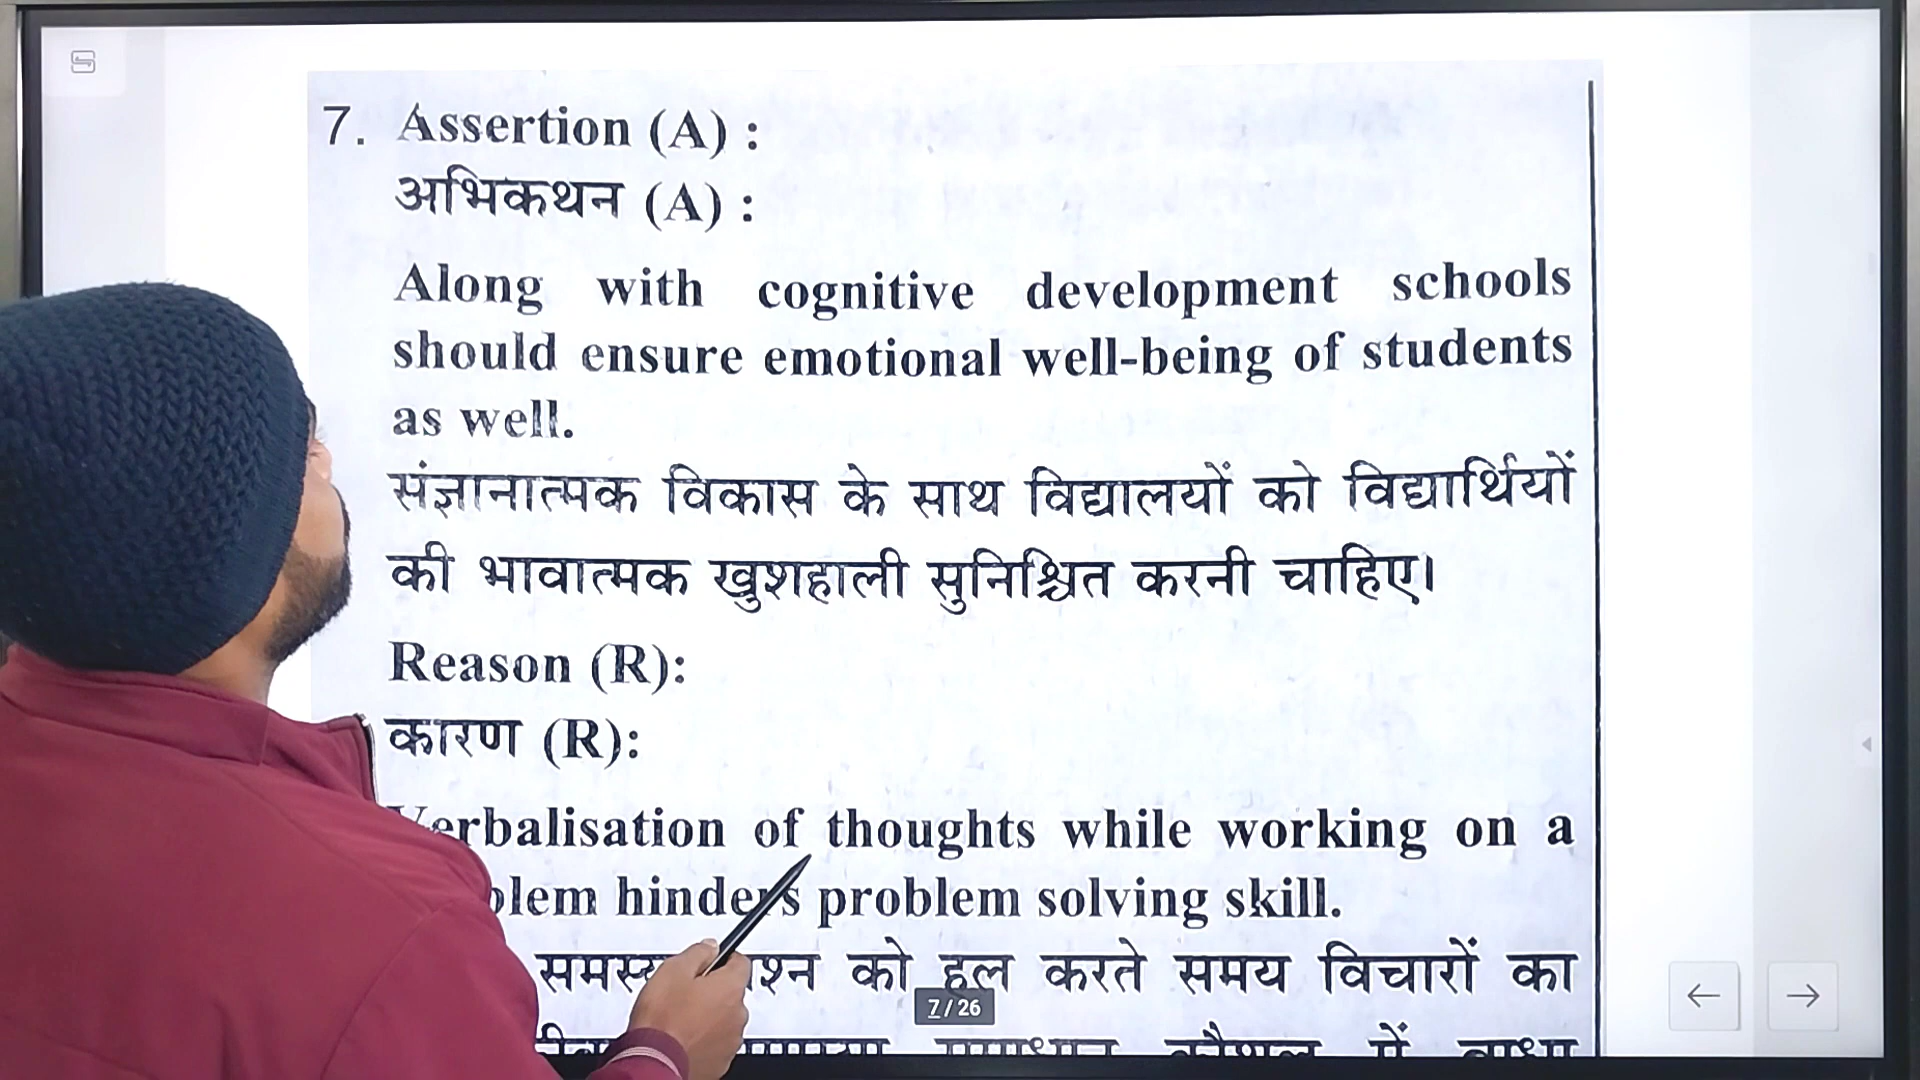 7. Assertion (A) :
अभिकथन (A) :
Along with cognitive development schools
should ensure emotional well-being of students
as well.
संज्ञानात्मक विकास के साथ विद्यालयों को विद्यार्थियों
की भावात्मक खुशहाली सुनिश्चित करनी चाहिए।
Reason (R):
कारण (R):
Verbalisation of thoughts while working on a
hinders problem solving skill.
को हल करते समय विचारों का
7 / 26